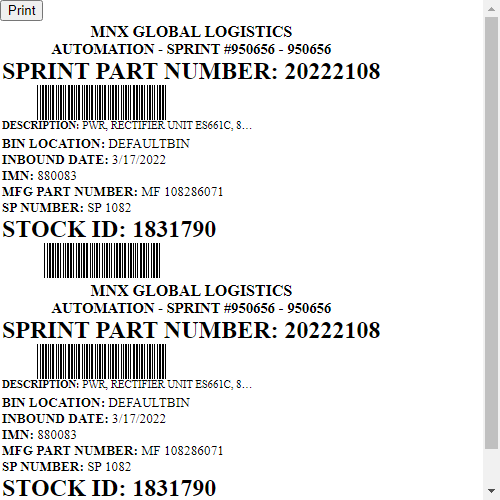 Print
MNX GLOBAL LOGISTICS
AUTOMATION - SPRINT #950656 - 950656
SPRINT PART NUMBER: 20222108
DESCRIPTION: PWR, RECTIFIER UNIT ES661C, 8…
BIN LOCATION: DEFAULTBIN
INBOUND DATE: 3/17/2022
IMN: 880083
MFG PART NUMBER: MF 108286071
SP NUMBER: SP 1082
STOCK ID: 1831790
MNX GLOBAL LOGISTICS
AUTOMATION - SPRINT #950656 - 950656
SPRINT PART NUMBER: 20222108
DESCRIPTION: PWR, RECTIFIER UNIT ES661C, 8…
BIN LOCATION: DEFAULTBIN
INBOUND DATE: 3/17/2022
IMN: 880083
MFG PART NUMBER: MF 108286071
SP NUMBER: SP 1082
STOCK ID: 1831790